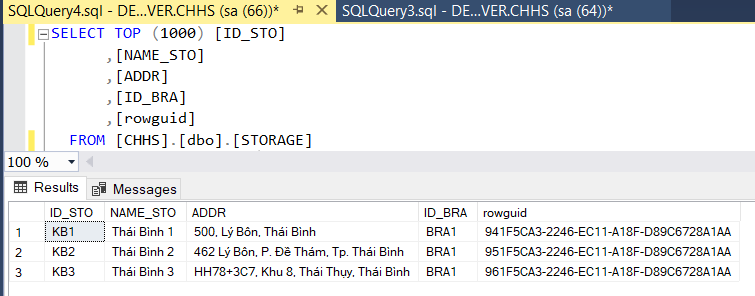 SQLQuery4.sql - DE...VER.CHHS (sa (66))* SQLQuery3.sql - DE...VER.CHHS (sa (64))*
SELECT TOP (1000) [ID_STO]
,[NAME_STO]
,[ADDR]
,[ID_BRA]
,[rowguid]
FROM [CHHS].[dbo].[STORAGE]
100 %
Results Messages
ID_STO NAME_STO ADDR ID_BRA rowguid
1 KB1 Thái Bình 1 500, Lý Bôn, Thái Bình BRA1 941F5CA3-2246-EC11-A18F-D89C6728A1AA
2 KB2 Thái Bình 2 462 Lý Bôn, P. Đề Thám, Tp. Thái Bình BRA1 951F5CA3-2246-EC11-A18F-D89C6728A1AA
3 KB3 Thái Bình 3 HH78+3C7, Khu 8, Thái Thụy, Thái Bình BRA1 961F5CA3-2246-EC11-A18F-D89C6728A1AA